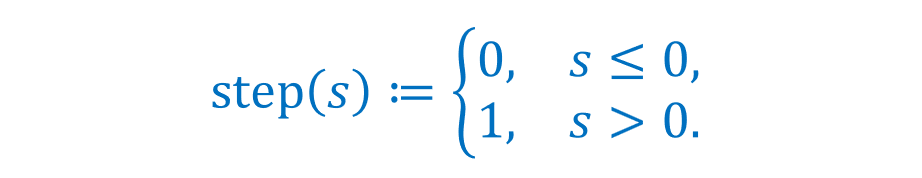 step(s) ≔ {0, s ≤ 0,
1, s > 0.